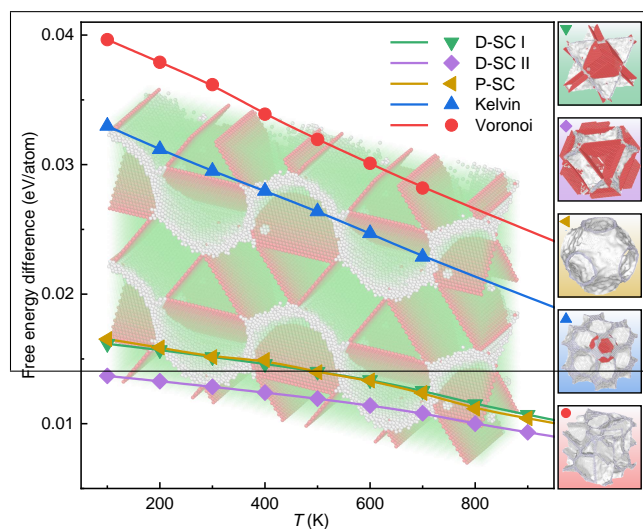 0.04
0.03
0.02
0.01
Free energy difference (eV/atom)
D-SC I
D-SC II
P-SC
Kelvin
Voronoi
200
400
600
800
T (K)